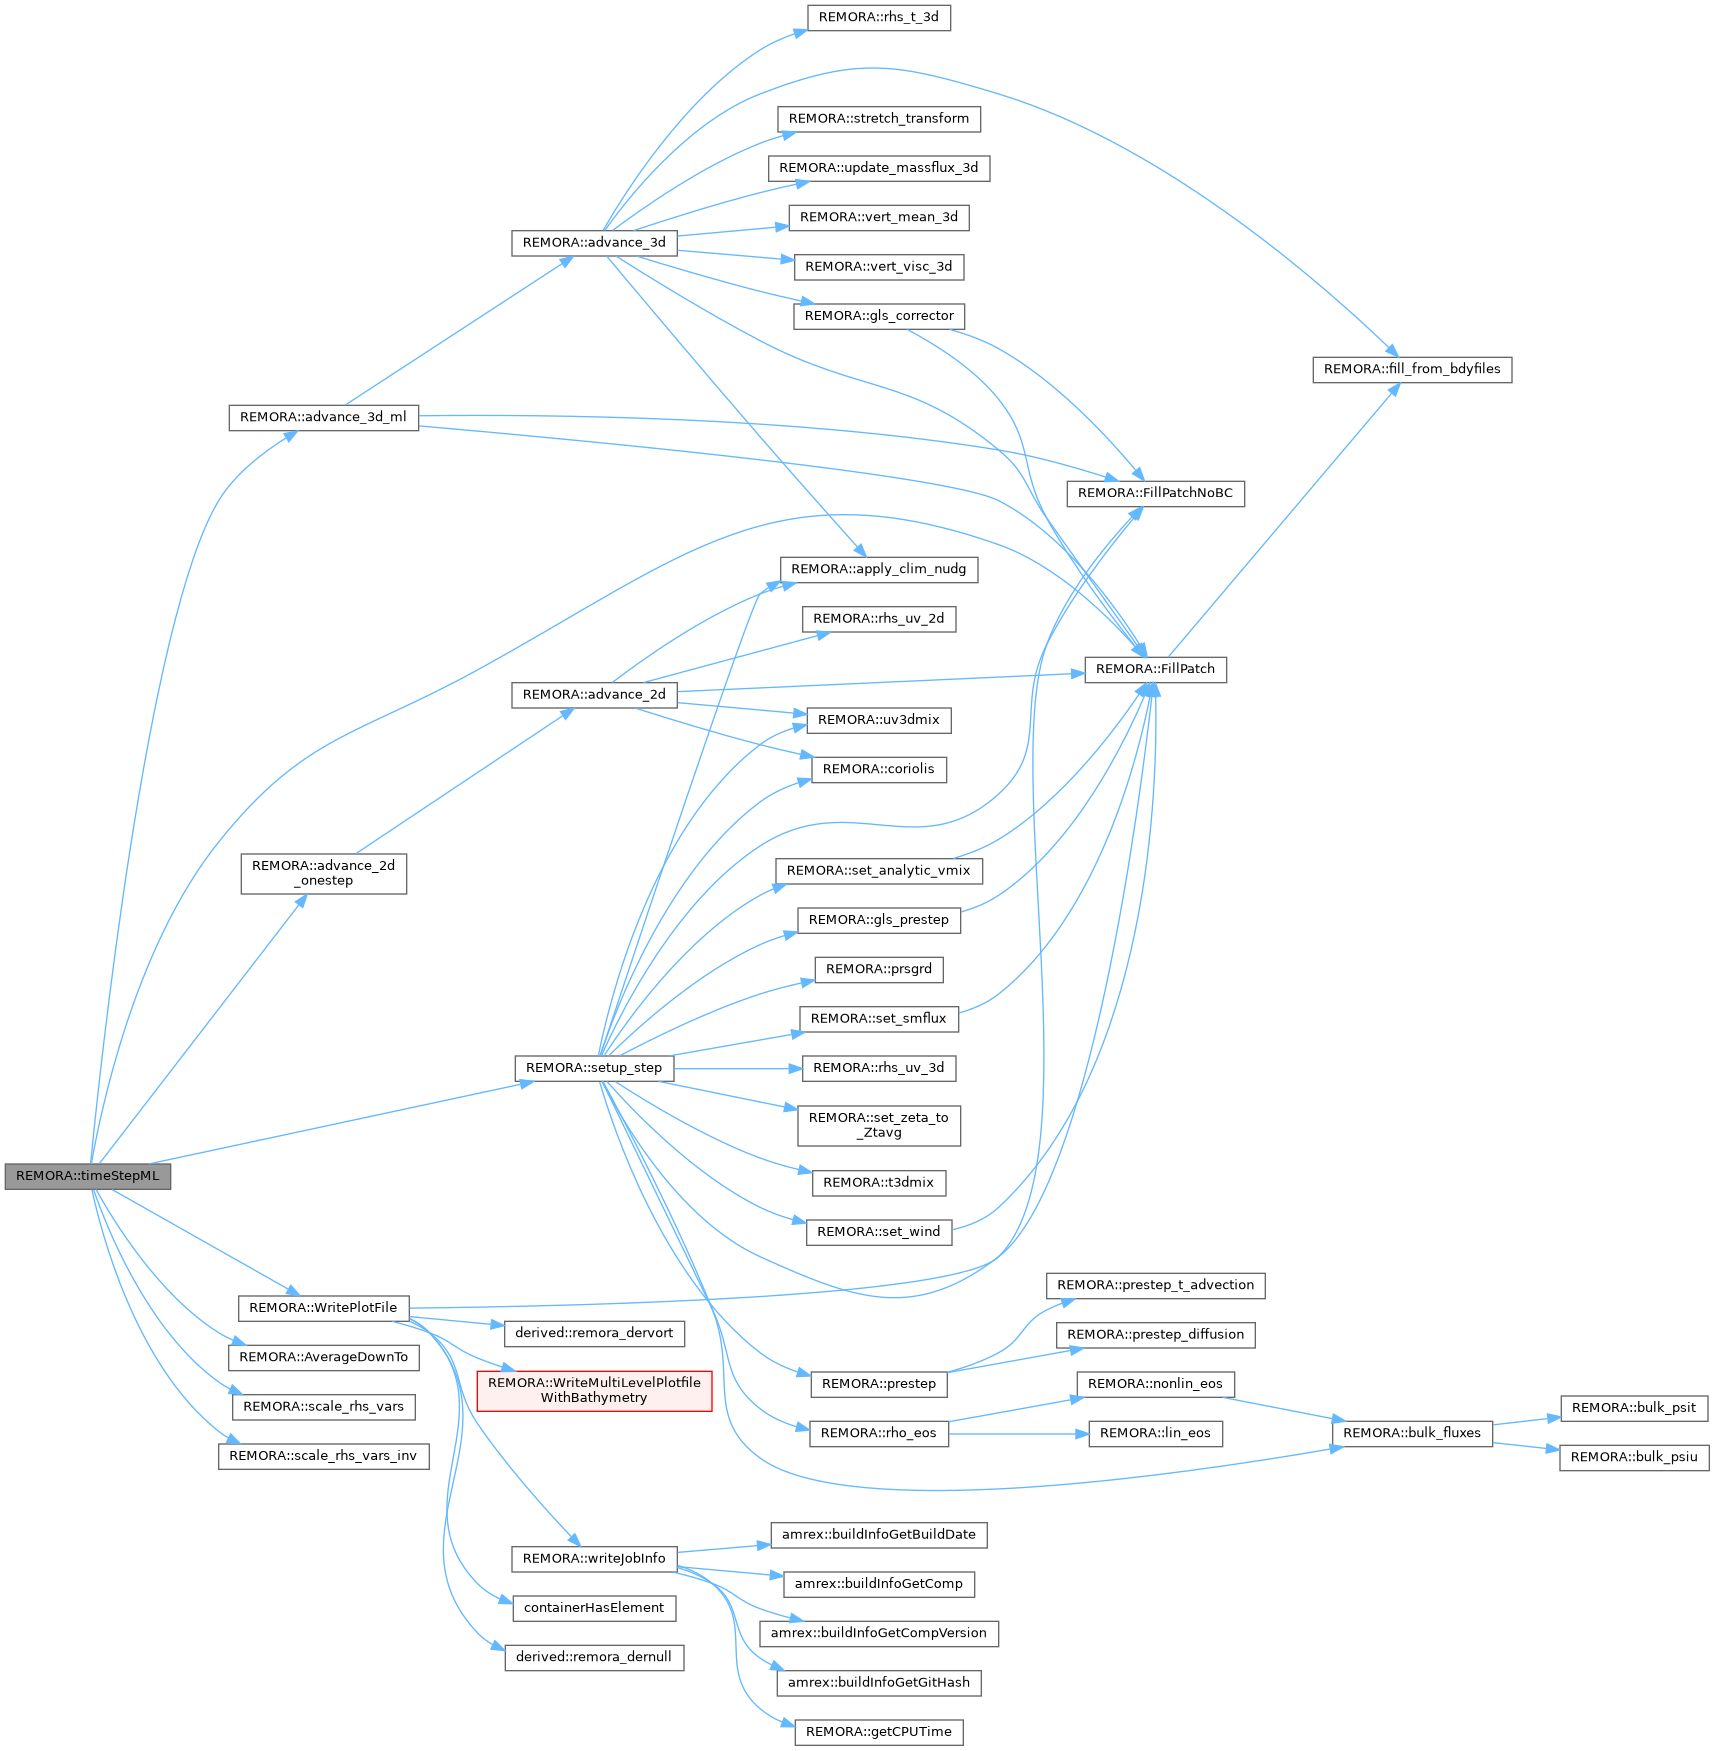 REMORA::rhs_t_3d
REMORA::stretch_transform
REMORA::update_massflux_3d
REMORA::vert_mean_3d
REMORA::advance_3d
REMORA::vert_visc_3d
REMORA::gls_corrector
REMORA::fill_from_bdyfiles
REMORA::advance_3d_ml
REMORA::FillPatchNoBC
REMORA::apply_clim_nudg
REMORA::rhs_uv_2d
REMORA::FillPatch
REMORA::advance_2d
REMORA::uv3dmix
REMORA::coriolis
REMORA::advance_2d
_onestep
REMORA::set_analytic_vmix
REMORA::gls_prestep
REMORA::prsgrd
REMORA::set_smflux
REMORA::setup_step
REMORA::rhs_uv_3d
REMORA::set_zeta_to
_Ztavg
REMORA::timeStepML
REMORA::t3dmix
REMORA::set_wind
REMORA::prestep_t_advection
REMORA::WritePlotFile
derived::remora_dervort
REMORA::prestep_diffusion
REMORA::AverageDownTo
REMORA::WriteMultiLevelPlotfile
WithBathymetry
REMORA::prestep
REMORA::nonlin_eos
REMORA::scale_rhs_vars
REMORA::bulk_psit
REMORA::rho_eos
REMORA::lin_eos
REMORA::bulk_fluxes
REMORA::scale_rhs_vars_inv
REMORA::bulk_psiu
amrex::buildInfoGetBuildDate
REMORA::writeJobInfo
amrex::buildInfoGetComp
containerHasElement
amrex::buildInfoGetCompVersion
derived::remora_dernull
amrex::buildInfoGetGitHash
REMORA::getCPUTime